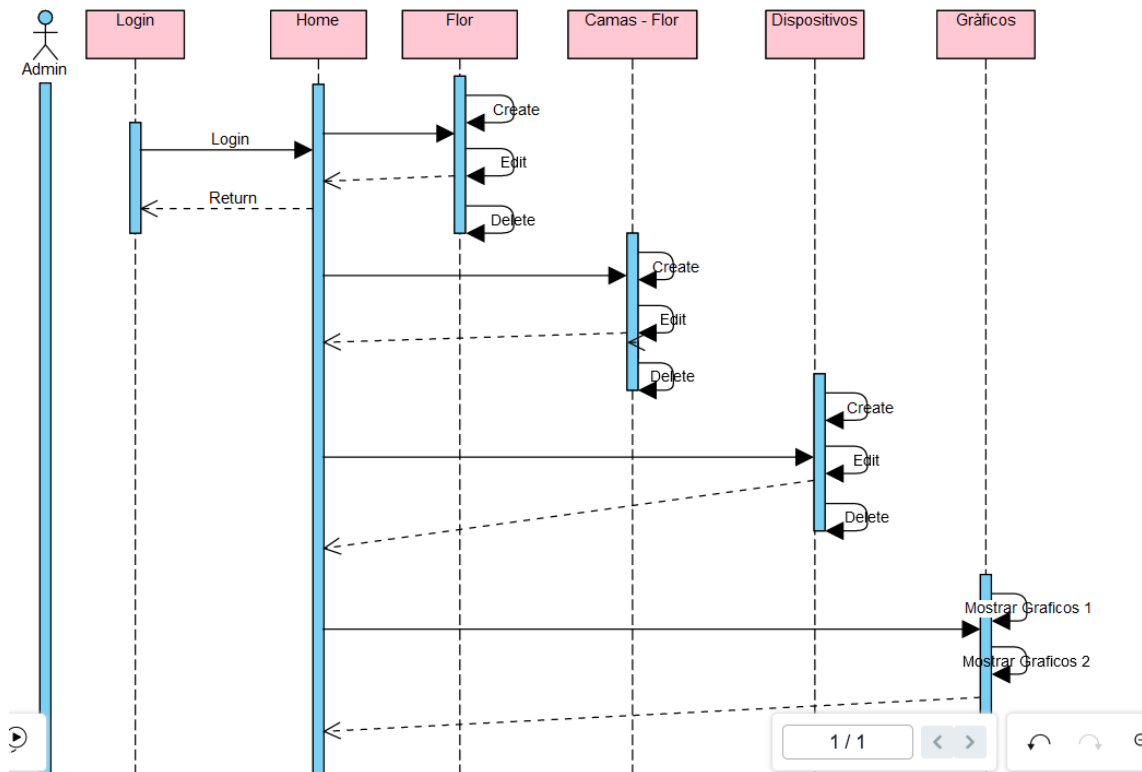 Login
Home
Flor
Camas - Flor
Dispositivos
Gràficos
Admin
Create
Login
Edit
Return
Delete
Create
Edit
Delete
Create
Edit
Delete
Mostrar Graficos 1
Mostrar Graficos 2
1 / 1